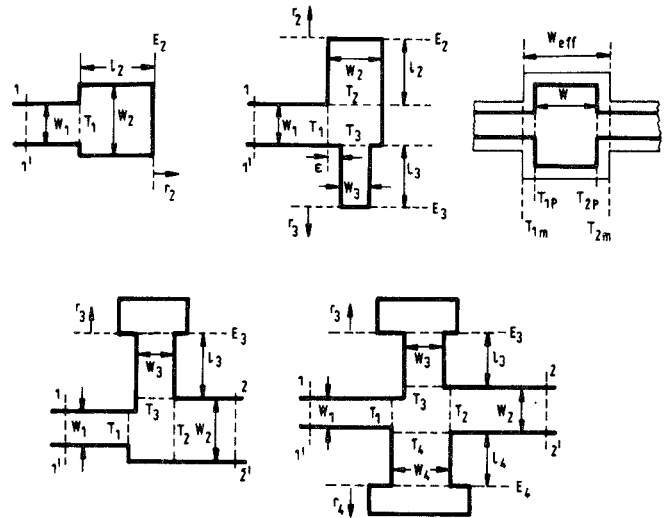 E2
l2
1
W1
T1
W2
1'
r2
r2
E2
W2
l2
T2
1
W1
T1
T3
1'
ε
W3
l3
r3
E3
Weff
W
T1P
T2P
T1m
T2m
r3
E3
W3
l3
1
2
W1
T1
T3
T2
W2
1'
2'
r3
E3
W3
l3
1
2
W1
T1
T3
T2
W2
1'
T4
2'
W4
l4
E4
r4